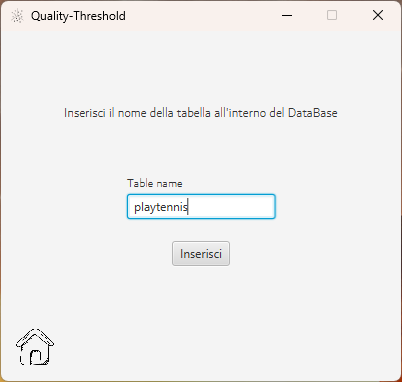 Quality-Threshold
Inserisci il nome della tabella all'interno del DataBase
Table name
playtennis
Inserisci